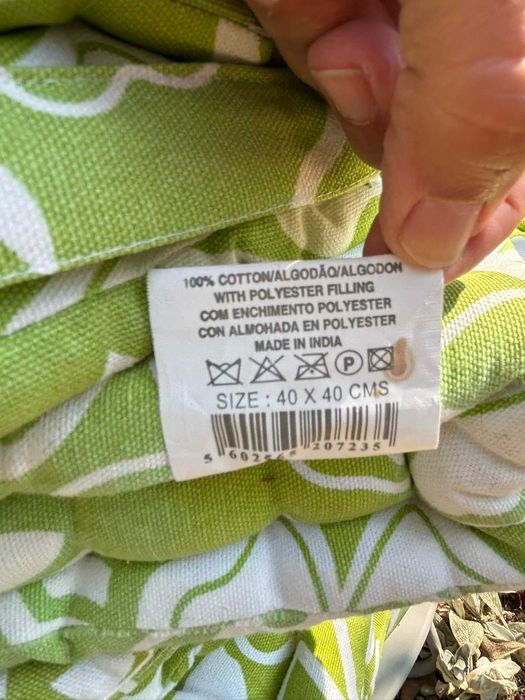 100% COTTON/ALGODÃO/ALGODON
WITH POLYESTER FILLING
COM ENCHIMENTO POLYESTER
CON ALMOHADA EN POLYESTER
MADE IN INDIA
P
SIZE : 40 X 40 CMS
5 602565 207235